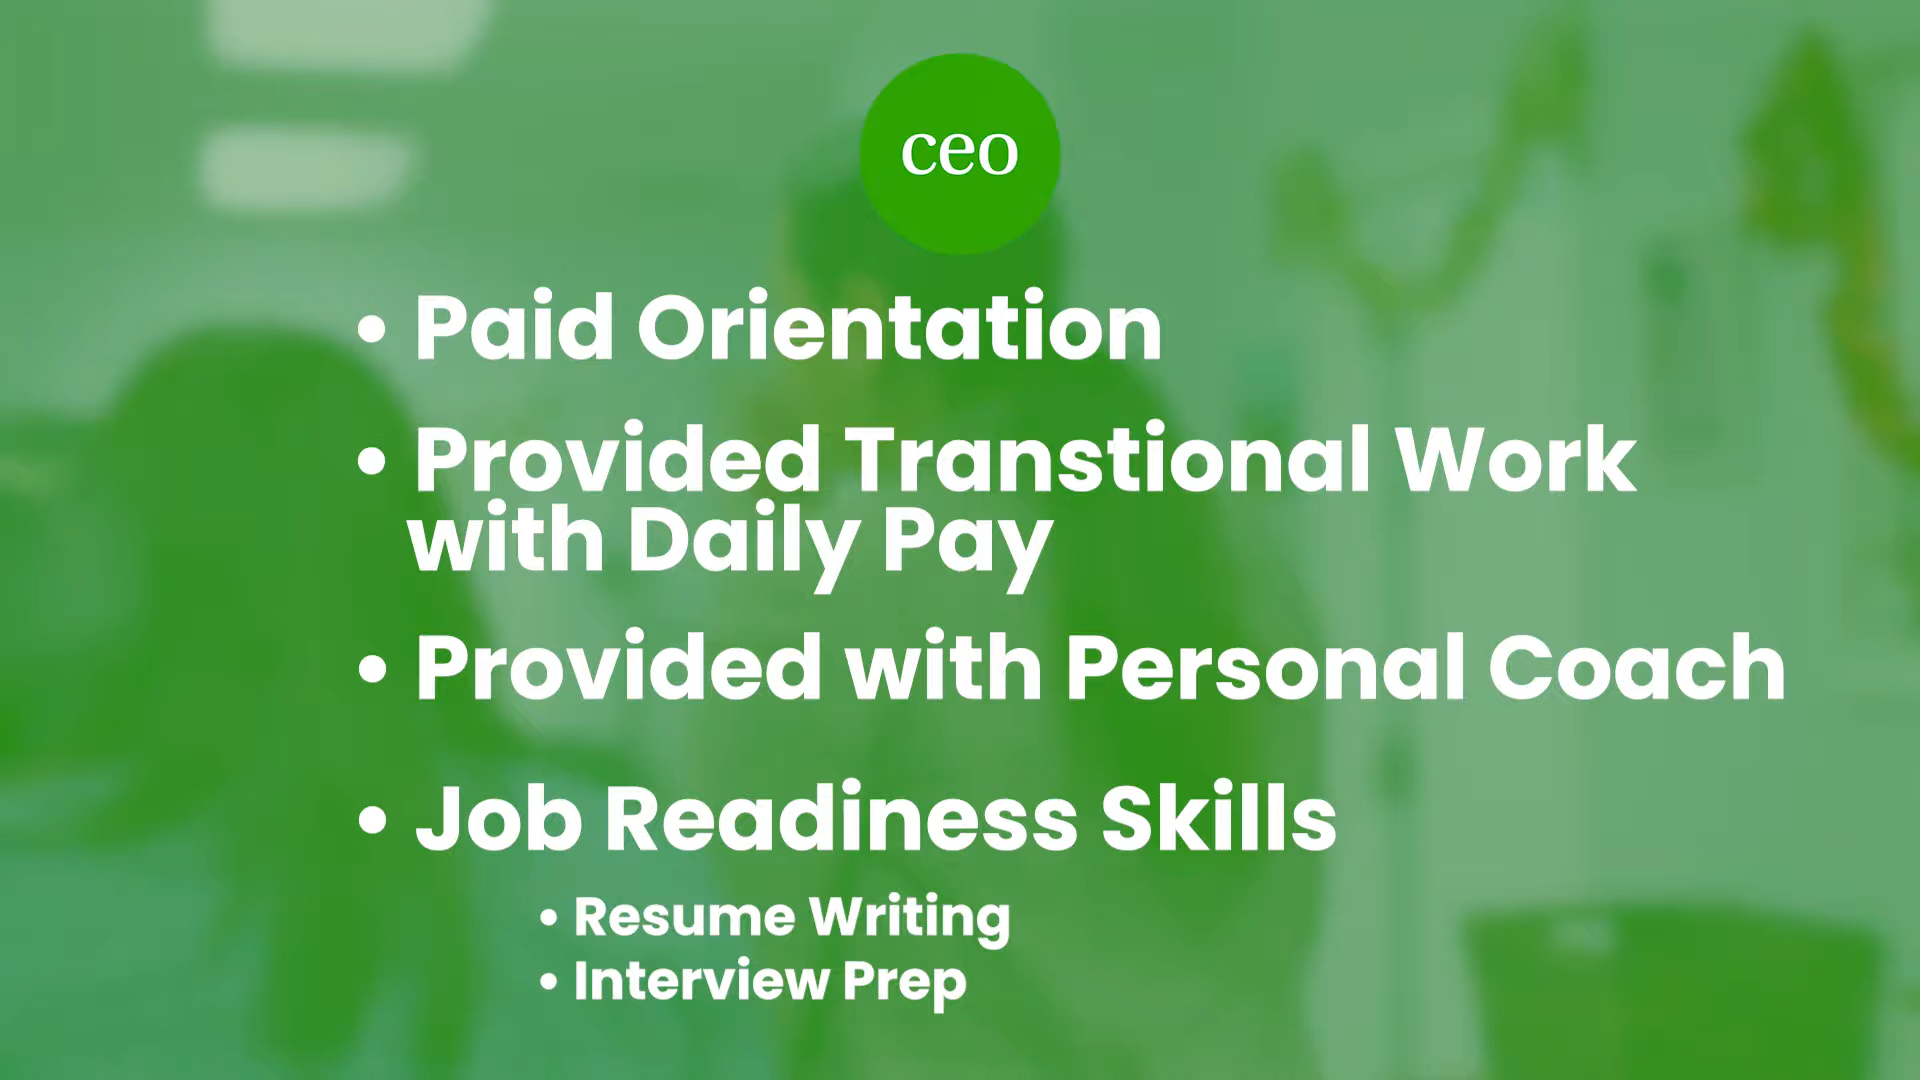 ceo
• Paid Orientation
• Provided Transtional Work
with Daily Pay
• Provided with Personal Coach
• Job Readiness Skills
• Resume Writing
• Interview Prep